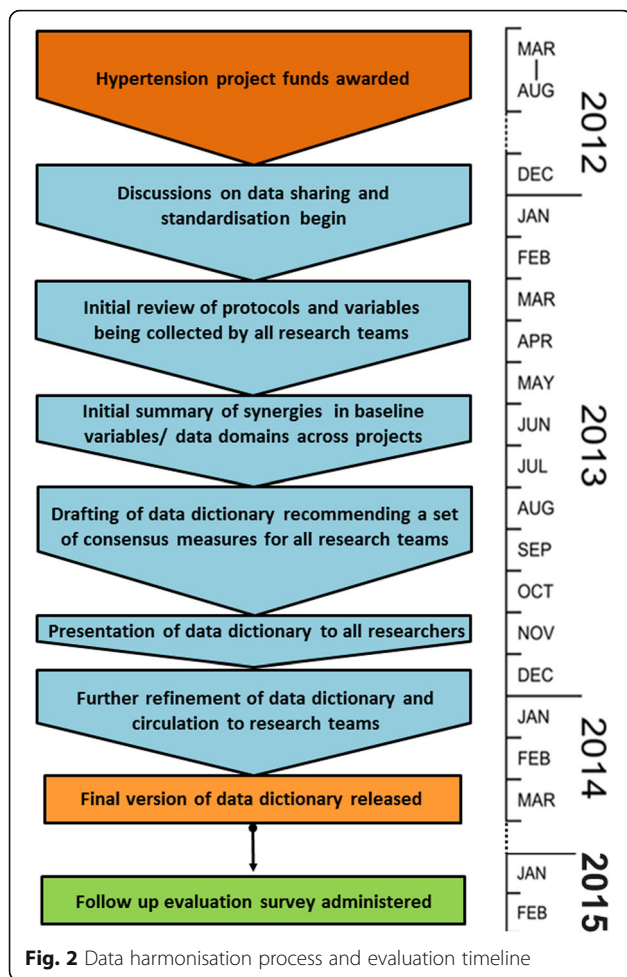 Hypertension project funds awarded
Discussions on data sharing and
standardisation begin
Initial review of protocols and variables
being collected by all research teams
Initial summary of synergies in baseline
variables/ data domains across projects
Drafting of data dictionary recommending a set
of consensus measures for all research teams
Presentation of data dictionary to all researchers
Further refinement of data dictionary and
circulation to research teams
Final version of data dictionary released
Follow up evaluation survey administered
MAR
AUG
DEC
2012
JAN
FEB
MAR
APR
MAY
JUN
JUL
AUG
SEP
OCT
NOV
DEC
2013
JAN
FEB
MAR
2014
JAN
FEB
2015
Fig. 2 Data harmonisation process and evaluation timeline